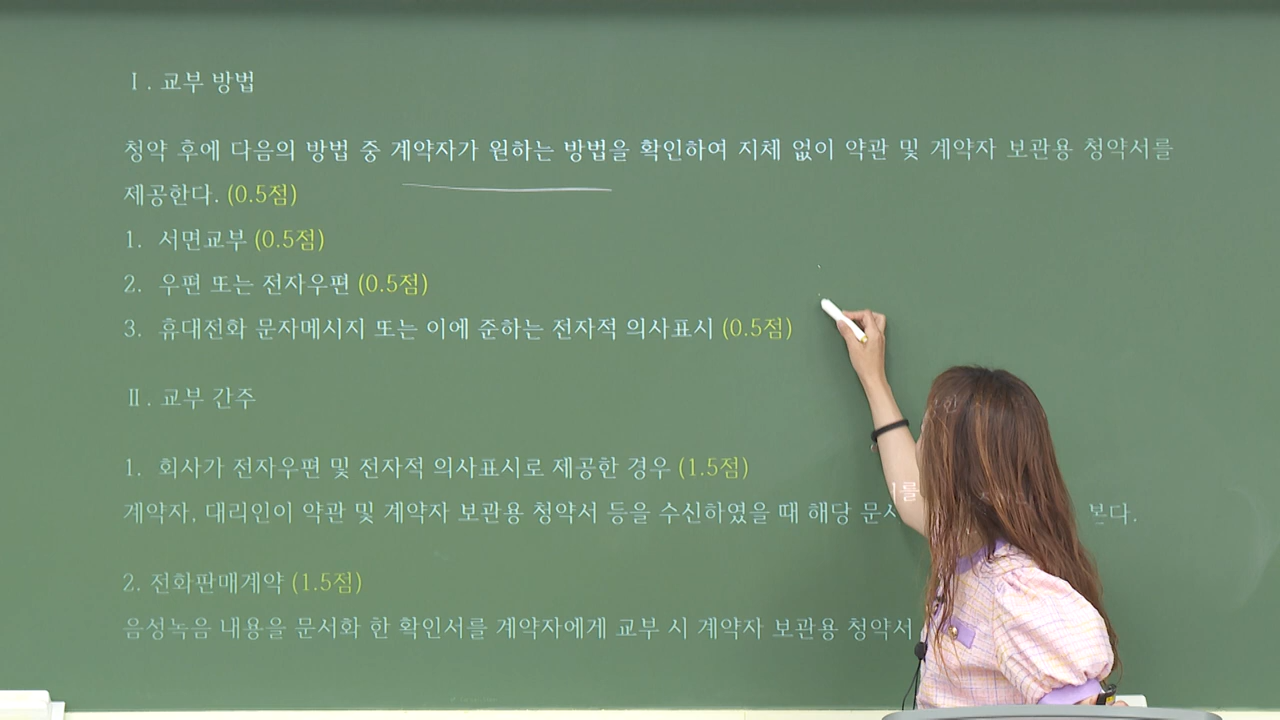 Ⅰ. 교부 방법
청약 후에 다음의 방법 중 계약자가 원하는 방법을 확인하여 지체 없이 약관 및 계약자 보관용 청약서를
제공한다. (0.5점)
1. 서면교부 (0.5점)
2. 우편 또는 전자우편 (0.5점)
3. 휴대전화 문자메시지 또는 이에 준하는 전자적 의사표시 (0.5점)
Ⅱ. 교부 간주
1. 회사가 전자우편 및 전자적 의사표시로 제공한 경우 (1.5점)
계약자, 대리인이 약관 및 계약자 보관용 청약서 등을 수신하였을 때 해당 본다.
2. 전화판매계약 (1.5점)
음성녹음 내용을 문서화 한 확인서를 계약자에게 교부 시 계약자 보관용 청약서